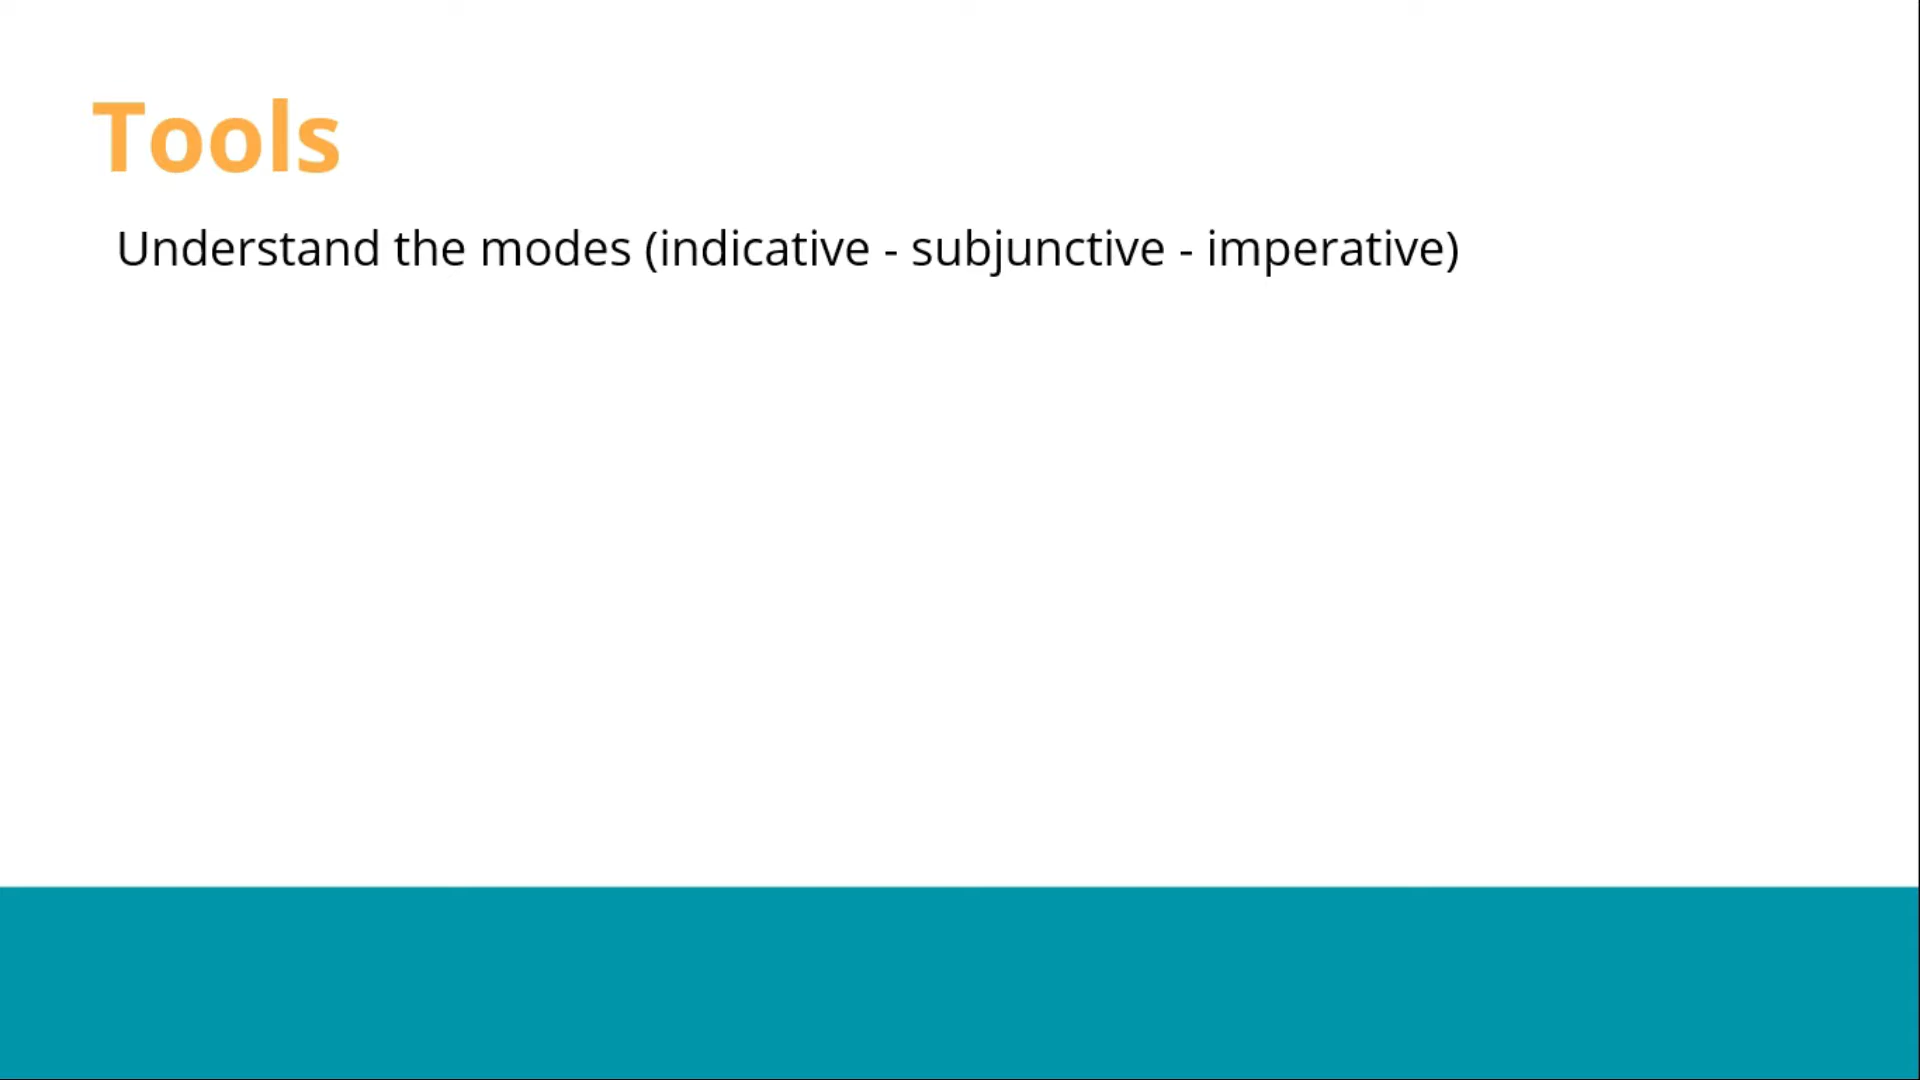 Tools
Understand the modes (indicative - subjunctive - imperative)